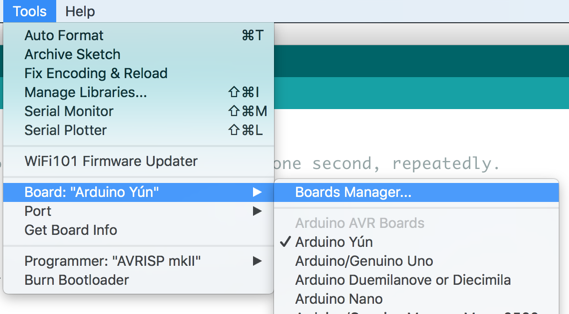 Tools Help
Auto Format ⌘T
Archive Sketch
Fix Encoding & Reload
Manage Libraries... ⇧⌘I
Serial Monitor ⇧⌘M
Serial Plotter ⇧⌘L
WiFi101 Firmware Updater
one second, repeatedly.
Board: "Arduino Yún"
Port
Get Board Info
Programmer: "AVRISP mkII"
Burn Bootloader
Boards Manager...
Arduino AVR Boards
✓ Arduino Yún
Arduino/Genuino Uno
Arduino Duemilanove or Diecimila
Arduino Nano